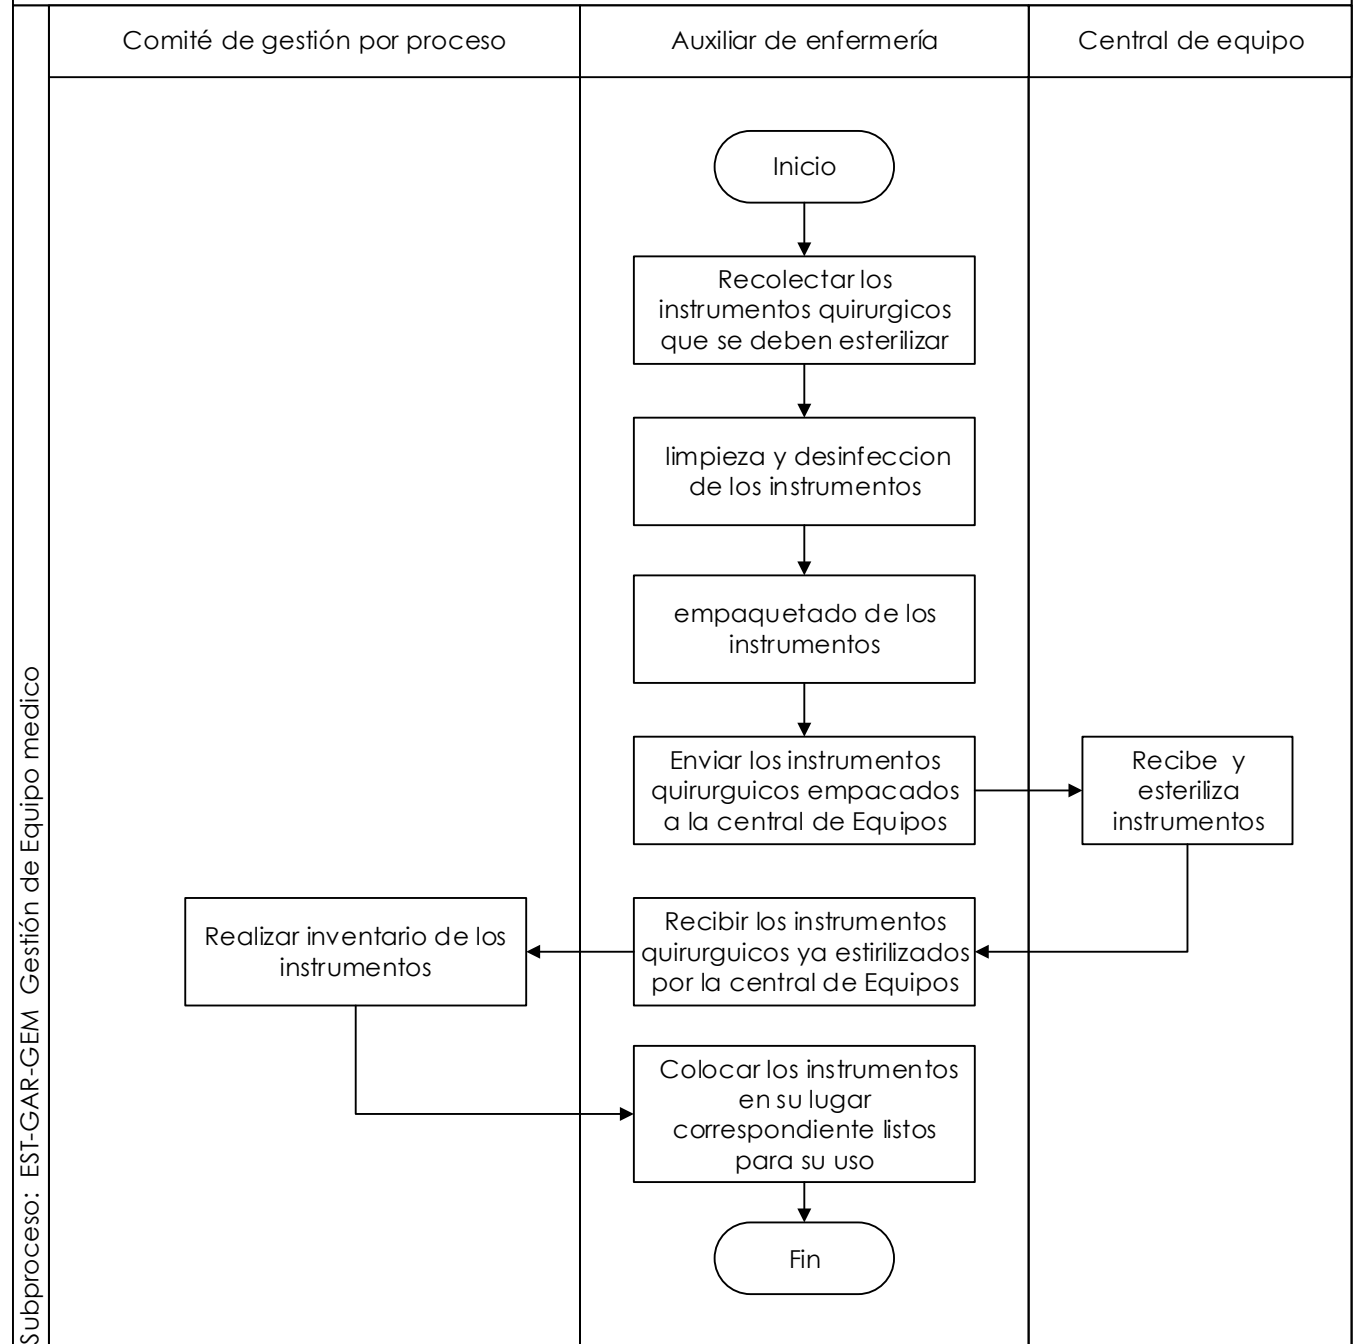 Comité de gestión por proceso
Auxiliar de enfermería
Central de equipo
Subproceso: EST-GAR-GEM Gestión de Equipo medico
Inicio
Recolectar los
instrumentos quirurgicos
que se deben esterilizar
limpieza y desinfeccion
de los instrumentos
empaquetado de los
instrumentos
Enviar los instrumentos
quirurguicos empacados
a la central de Equipos
Recibe y
esteriliza
instrumentos
Recibir los instrumentos
quirurguicos ya estirilizados
por la central de Equipos
Realizar inventario de los
instrumentos
Colocar los instrumentos
en su lugar
correspondiente listos
para su uso
Fin